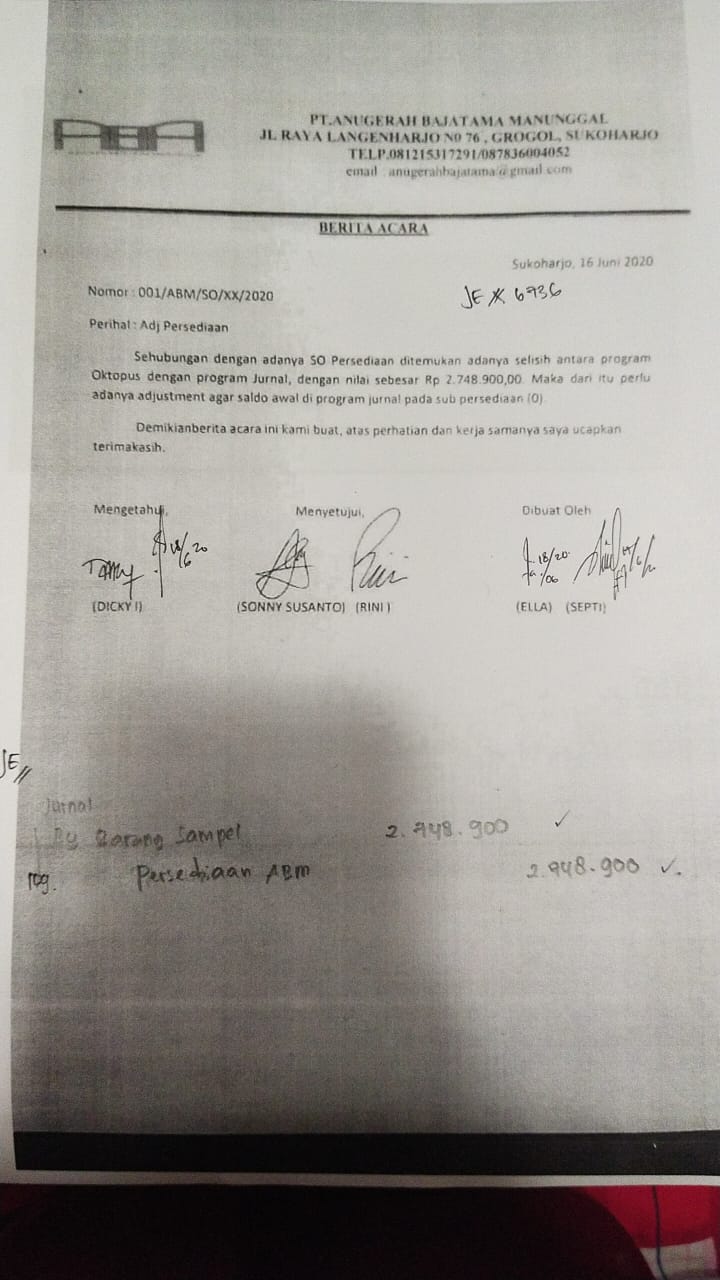 ABA
PT.ANUGERAH BAJATAMA MANUNGGAL
JL RAYA LANGENHARJO N0 76 , GROGOL, SUKOHARJO
TELP.081215317291/087836004052
email : anugerahbajatama@gmail.com
BERITA ACARA
Sukoharjo, 16 Juni 2020
Nomor : 001/ABM/SO/XX/2020
JE 6736
Perihal : Adj Persediaan
Sehubungan dengan adanya SO Persediaan ditemukan adanya selisih antara program
Oktopus dengan program Jurnal, dengan nilai sebesar Rp 2.748.900,00. Maka dari itu perlu
adanya adjustment agar saldo awal di program jurnal pada sub persediaan (0).
Demikianberita acara ini kami buat, atas perhatian dan kerja samanya saya ucapkan
terimakasih.
Mengetahui, Menyetujui, Dibuat Oleh
18/6 20 18/20 06
(DICKY I) (SONNY SUSANTO) (RINI ) (ELLA) (SEPTI)
JE //
Jurnal
By Barang Sampel 2.748.900 ✓
Persediaan ABM 2.748.900 ✓.